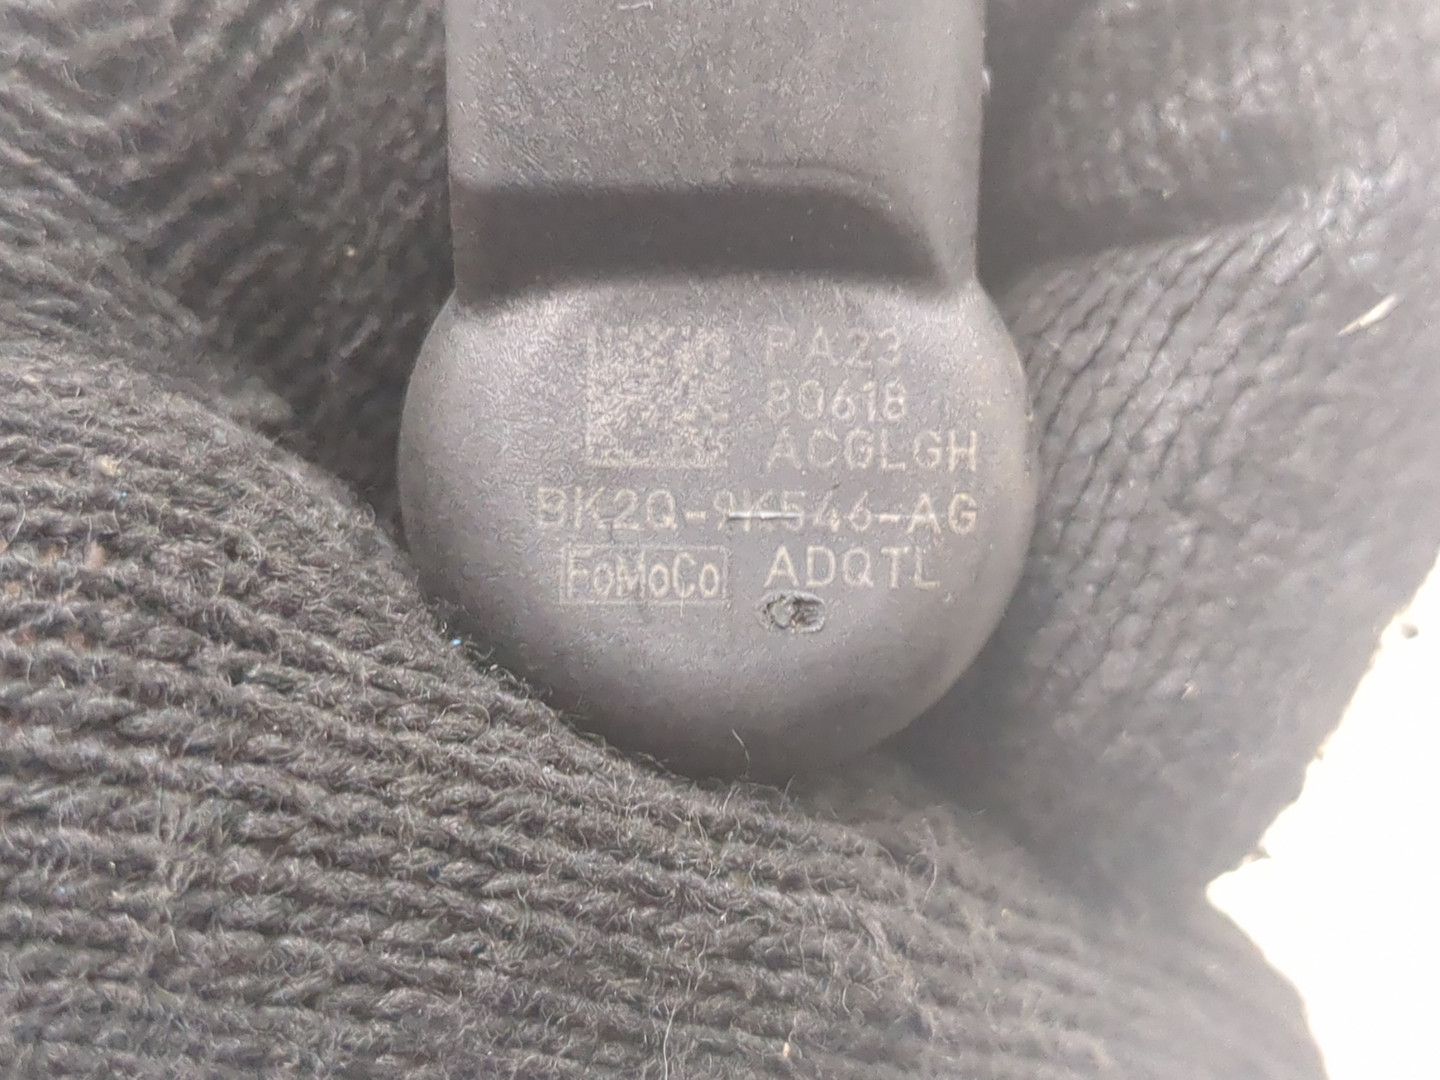 PA23
80618
ACGLGH
BK2Q-9K546-AG
FoMoCo ADQTL